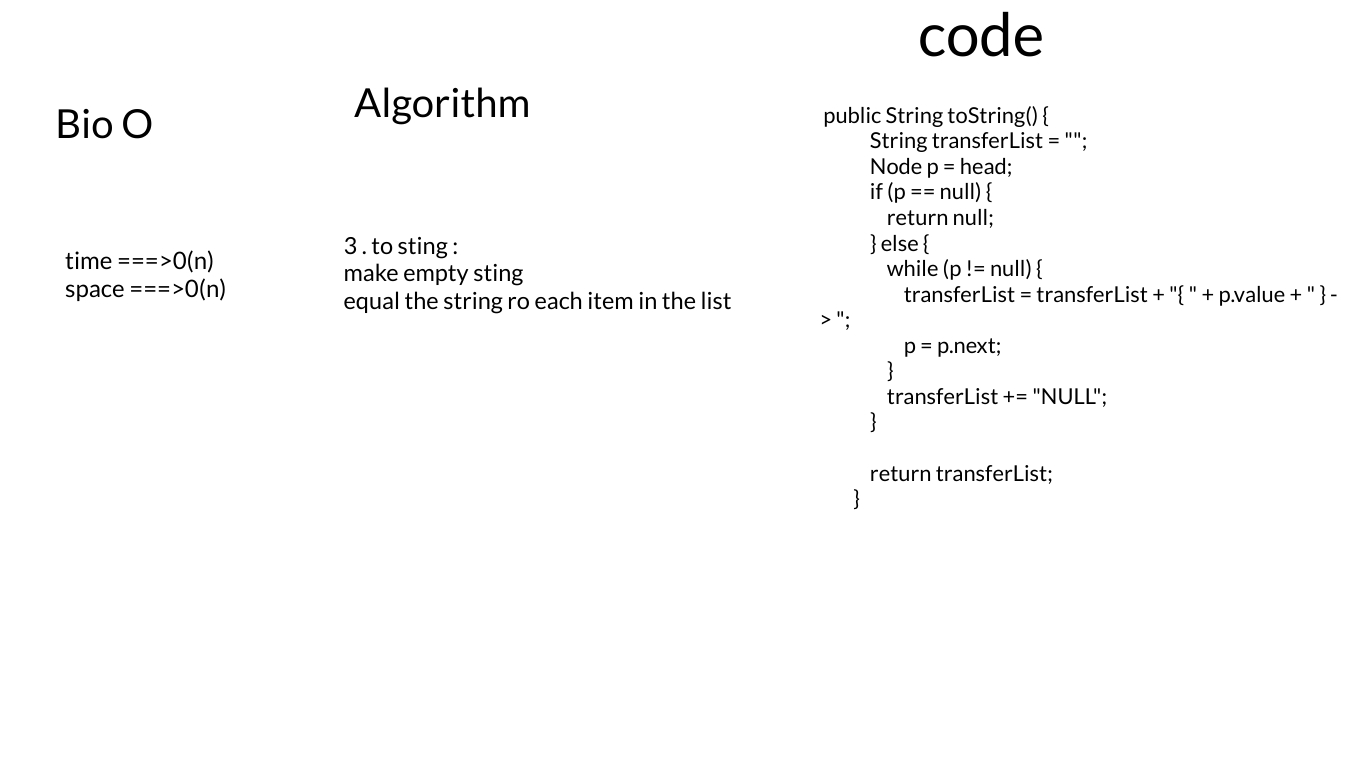 code
Algorithm
Bio O
public String toString() {
String transferList = "";
Node p = head;
if (p == null) {
return null;
} else {
while (p != null) {
transferList = transferList + "{ " + p.value + " } -
> ";
p = p.next;
}
transferList += "NULL";
}
return transferList;
}
3 . to sting :
make empty sting
equal the string ro each item in the list
time ===>0(n)
space ===>0(n)